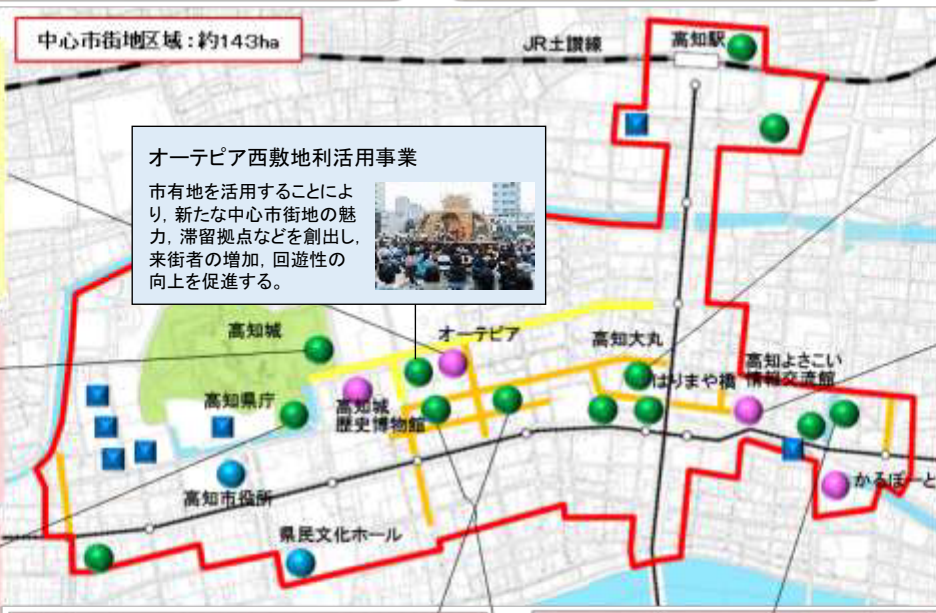 中心市街地区域：約143ha
JR土讃線
高知駅
オーテピア西敷地利活用事業
市有地を活用することによ
り，新たな中心市街地の魅
力，滞留拠点などを創出し，
来街者の増加，回遊性の
向上を促進する。
高知城
オーテピア
高知大丸
はりまや橋
高知よさこい
情報交流館
高知県庁
高知城
歴史博物館
高知市役所
かるぽーと
県民文化ホール